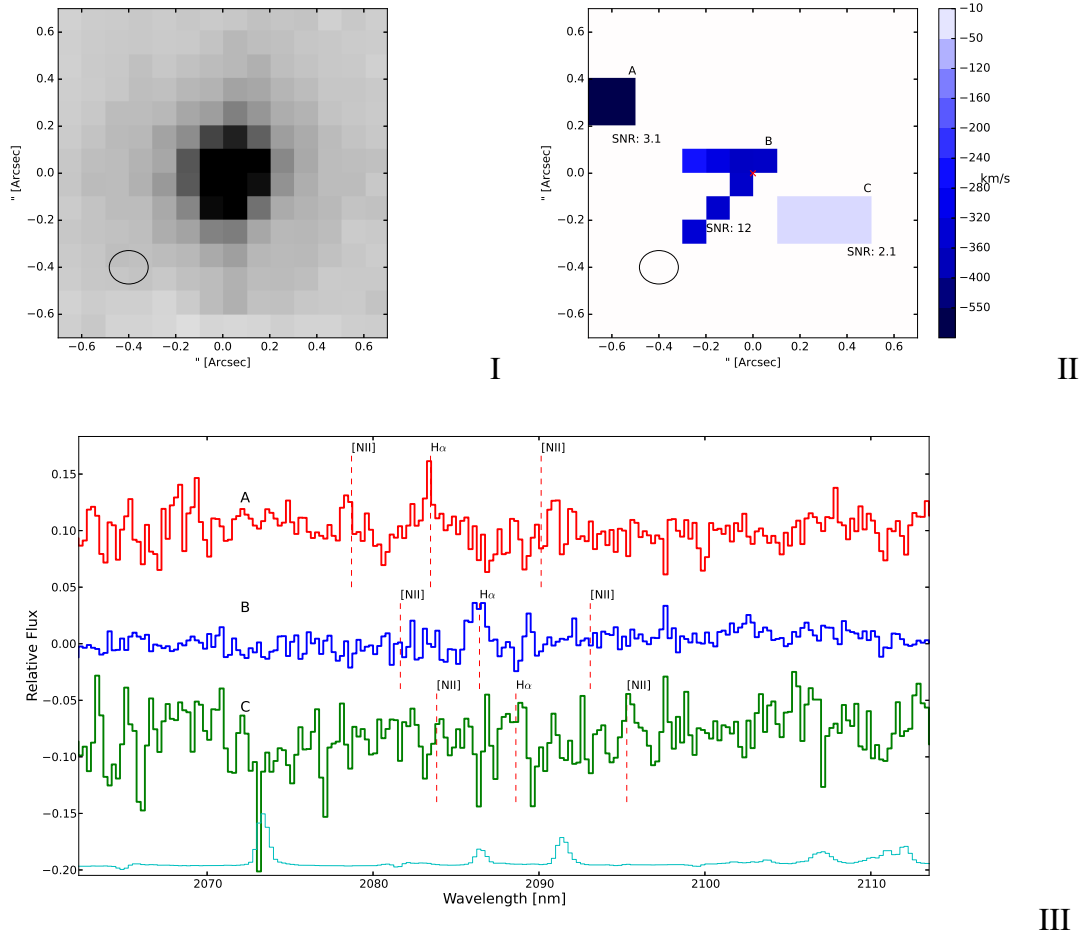 0.6
0.4
0.2
0.0
−0.2
−0.4
−0.6
" [Arcsec]
−0.6 −0.4 −0.2 0.0 0.2 0.4 0.6
" [Arcsec]
I
0.6
0.4
0.2
0.0
−0.2
−0.4
−0.6
" [Arcsec]
A
SNR: 3.1
B
C
SNR: 12
SNR: 2.1
−0.6 −0.4 −0.2 0.0 0.2 0.4 0.6
" [Arcsec]
−10
−50
−120
−160
−200
−240
−280
−320
−360
−400
−550
km/s
II
[NII] Hα [NII]
A
[NII] Hα [NII]
B
[NII] Hα [NII]
C
0.15
0.10
0.05
0.00
−0.05
−0.10
−0.15
−0.20
Relative Flux
2070 2080 2090 2100 2110
Wavelength [nm]
III